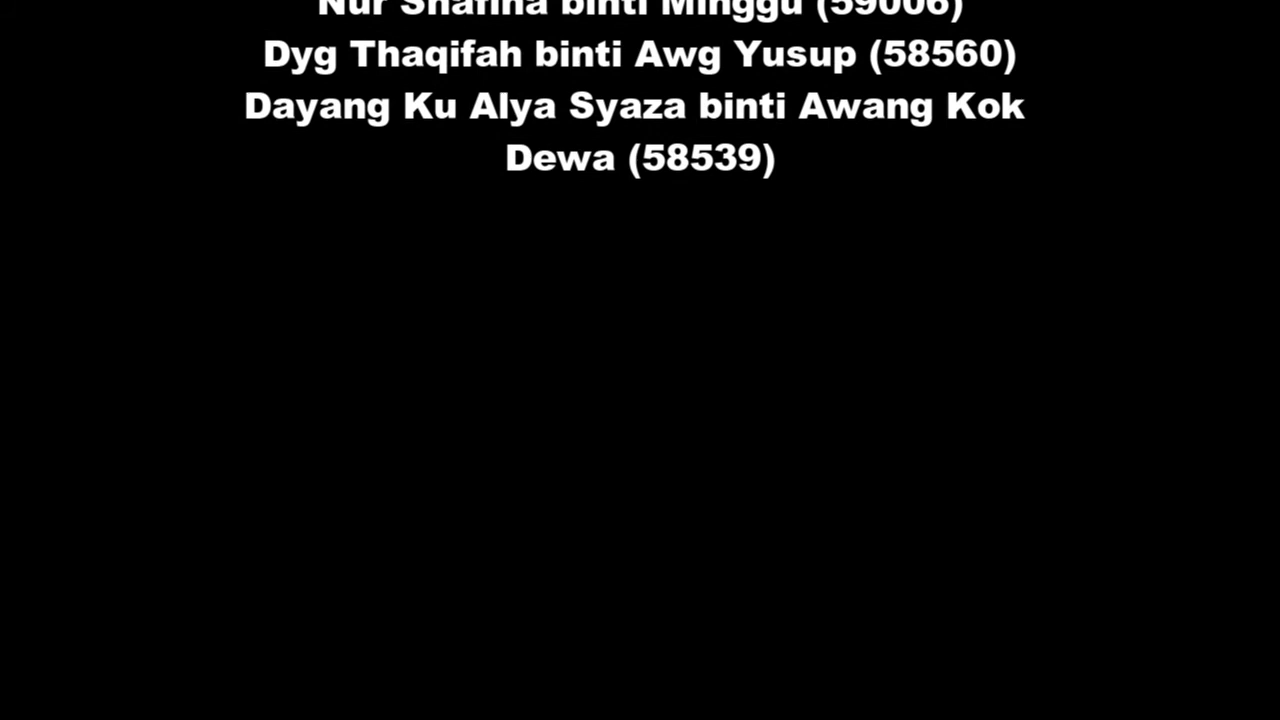 Nur Shafina binti Minggu (59006)
Dyg Thaqifah binti Awg Yusup (58560)
Dayang Ku Alya Syaza binti Awang Kok
Dewa (58539)